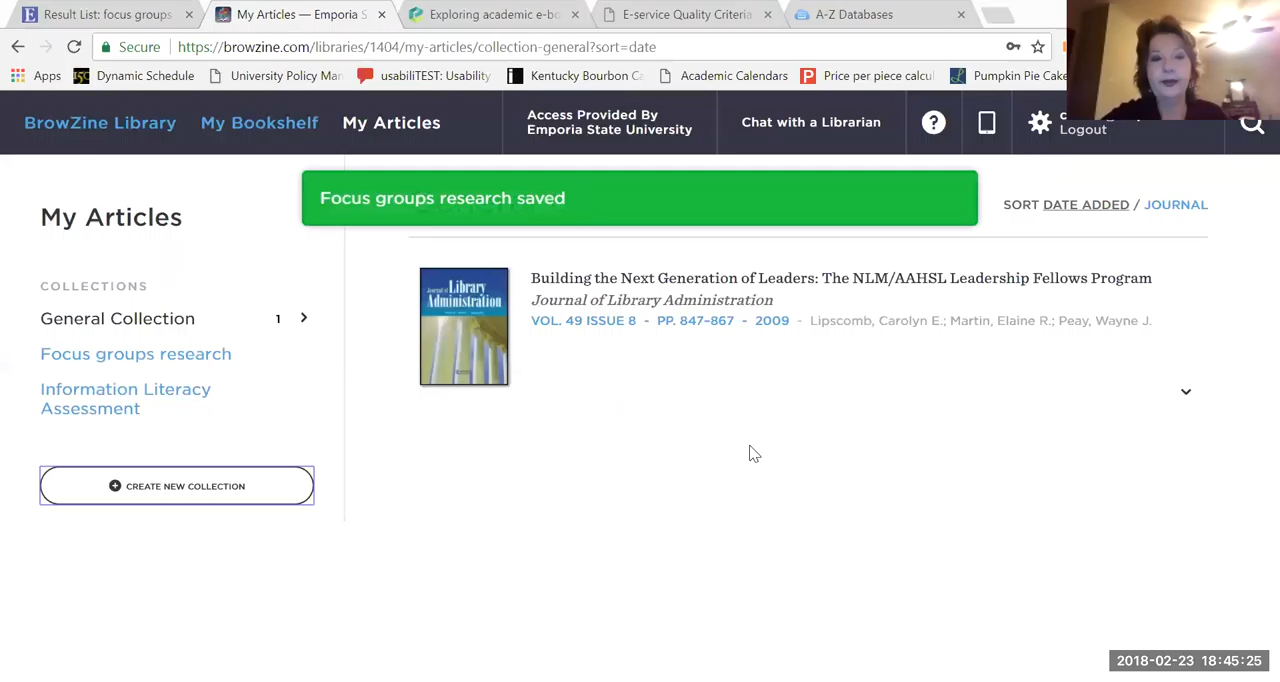 Result List: focus groups
My Articles — Emporia S
Exploring academic e-bo
E-service Quality Criteria
A-Z Databases
Secure
https://browzine.com/libraries/1404/my-articles/collection-general?sort=date
Apps
Dynamic Schedule
University Policy Man
usabiliTEST: Usability
Kentucky Bourbon Ca
Academic Calendars
Price per piece calcul
Pumpkin Pie Cake
BrowZine Library
My Bookshelf
My Articles
Access Provided By
Emporia State University
Chat with a Librarian
Logout
Focus groups research saved
SORT DATE ADDED / JOURNAL
My Articles
COLLECTIONS
General Collection 1
Focus groups research
Information Literacy
Assessment
CREATE NEW COLLECTION
Journal of
Library
Administration
Building the Next Generation of Leaders: The NLM/AAHSL Leadership Fellows Program
Journal of Library Administration
VOL. 49 ISSUE 8 - PP. 847–867 - 2009 - Lipscomb, Carolyn E.; Martin, Elaine R.; Peay, Wayne J.
2018-02-23 18:45:25